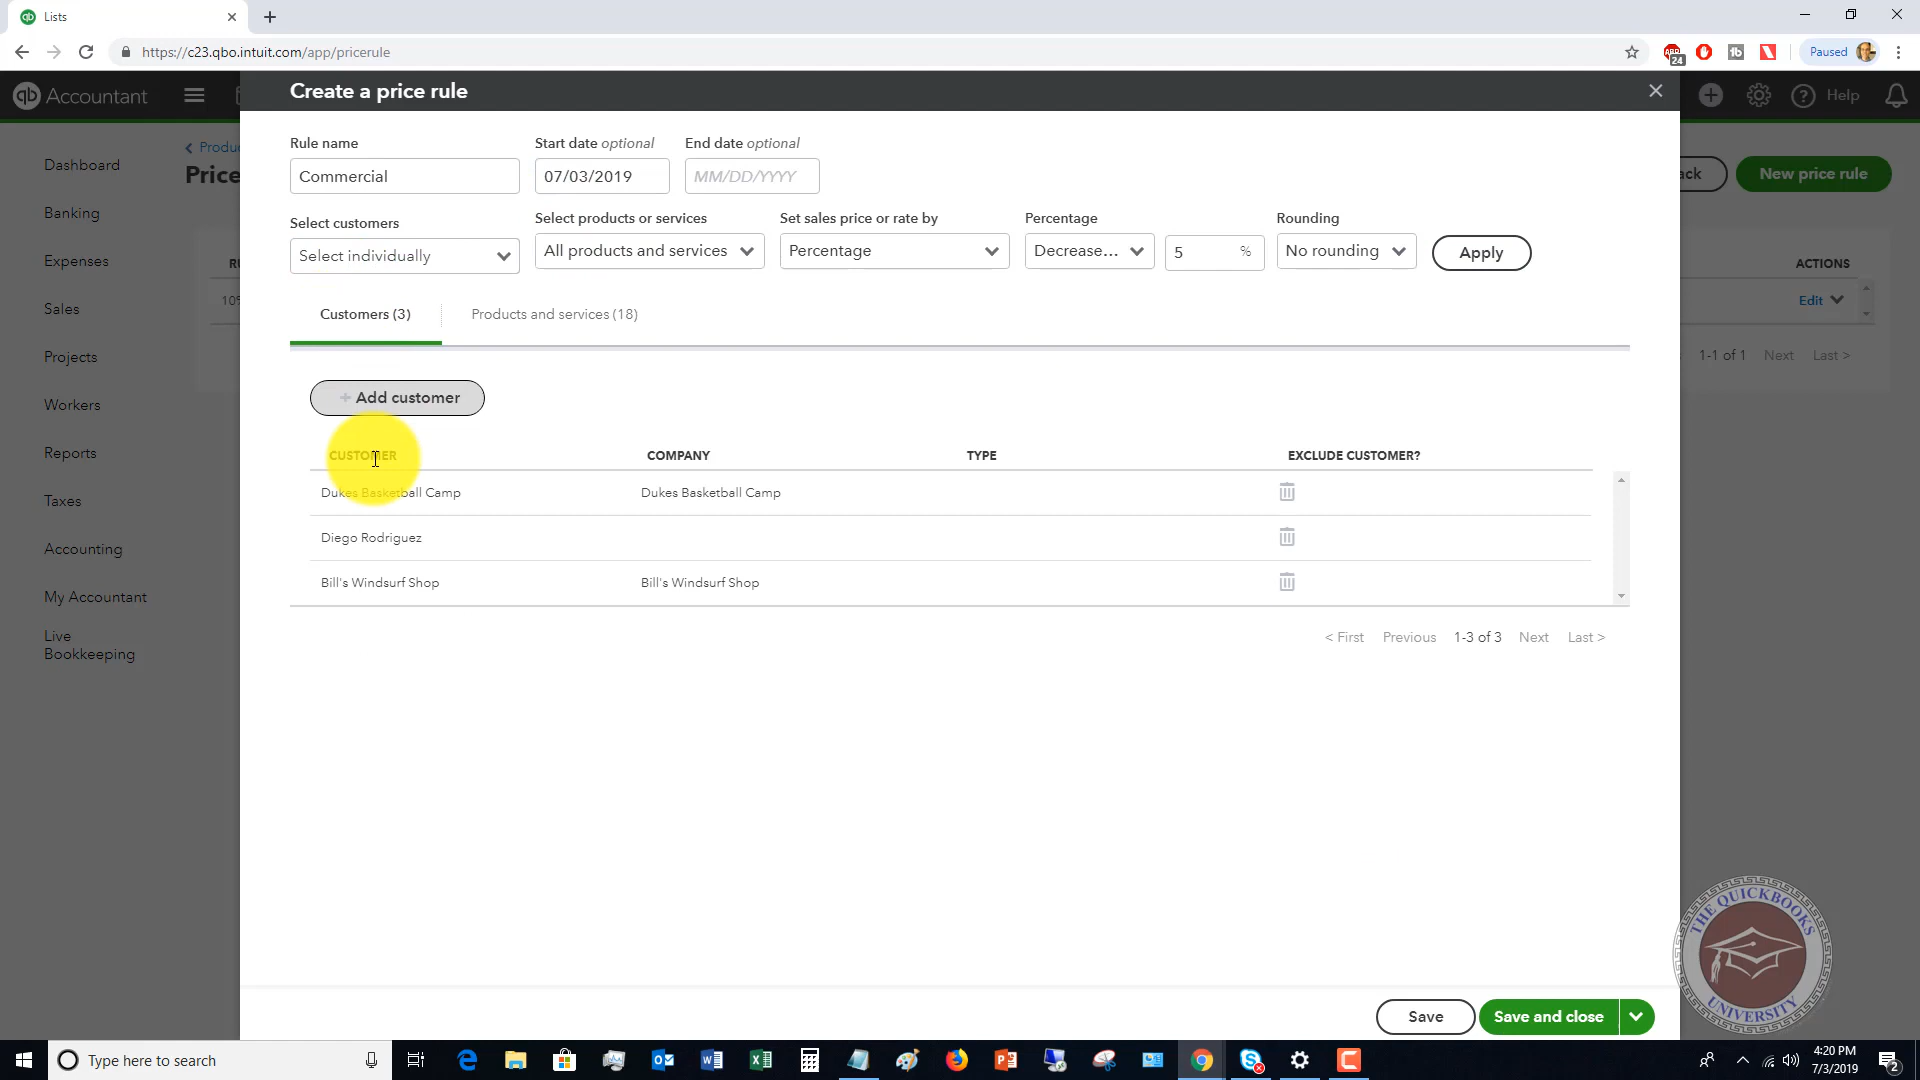 Lists
https://c23.qbo.intuit.com/app/pricerule
ABP
24
tb
Paused
qb Accountant
Create a price rule
Help
Dashboard
Banking
Expenses
Sales
Projects
Workers
Reports
Taxes
Accounting
My Accountant
Live
Bookkeeping
Produ
Price
ack
New price rule
RU
ACTIONS
10%
Edit
1-1 of 1 Next Last >
Rule name
Start date optional
End date optional
Commercial
07/03/2019
MM/DD/YYYY
Select customers
Select products or services
Set sales price or rate by
Percentage
Rounding
Select individually
All products and services
Percentage
Decrease...
5 %
No rounding
Apply
Customers (3)
Products and services (18)
+ Add customer
CUSTOMER COMPANY TYPE EXCLUDE CUSTOMER?
Dukes Basketball Camp Dukes Basketball Camp
Diego Rodriguez
Bill's Windsurf Shop Bill's Windsurf Shop
< First Previous 1-3 of 3 Next Last >
Save
Save and close
THE QUICKBOOKS
UNIVERSITY
Type here to search
4:20 PM
7/3/2019
2